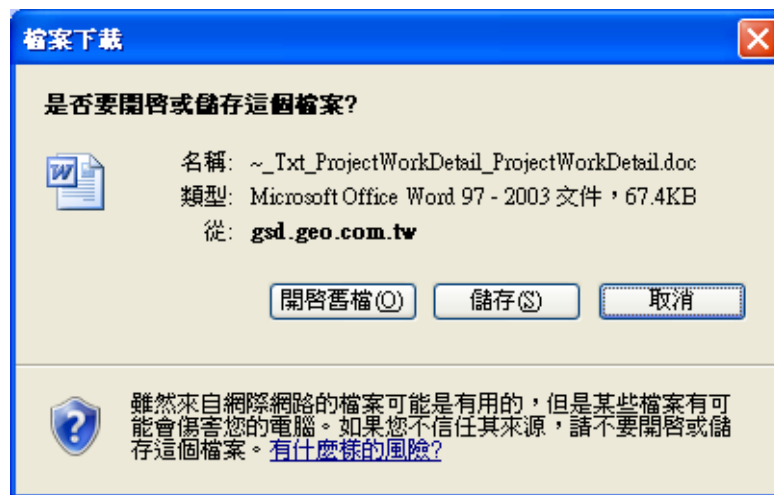 檔案下載
是否要開啓或儲存這個檔案?
名稱: ~_Txt_ProjectWorkDetail_ProjectWorkDetail.doc
類型: Microsoft Office Word 97 - 2003 文件，67.4KB
從: gsd.geo.com.tw
開啓舊檔(O) 儲存(S) 取消
雖然來自網際網路的檔案可能是有用的，但是某些檔案有可
能會傷害您的電腦。如果您不信任其來源，請不要開啓或儲
存這個檔案。有什麼樣的風險?